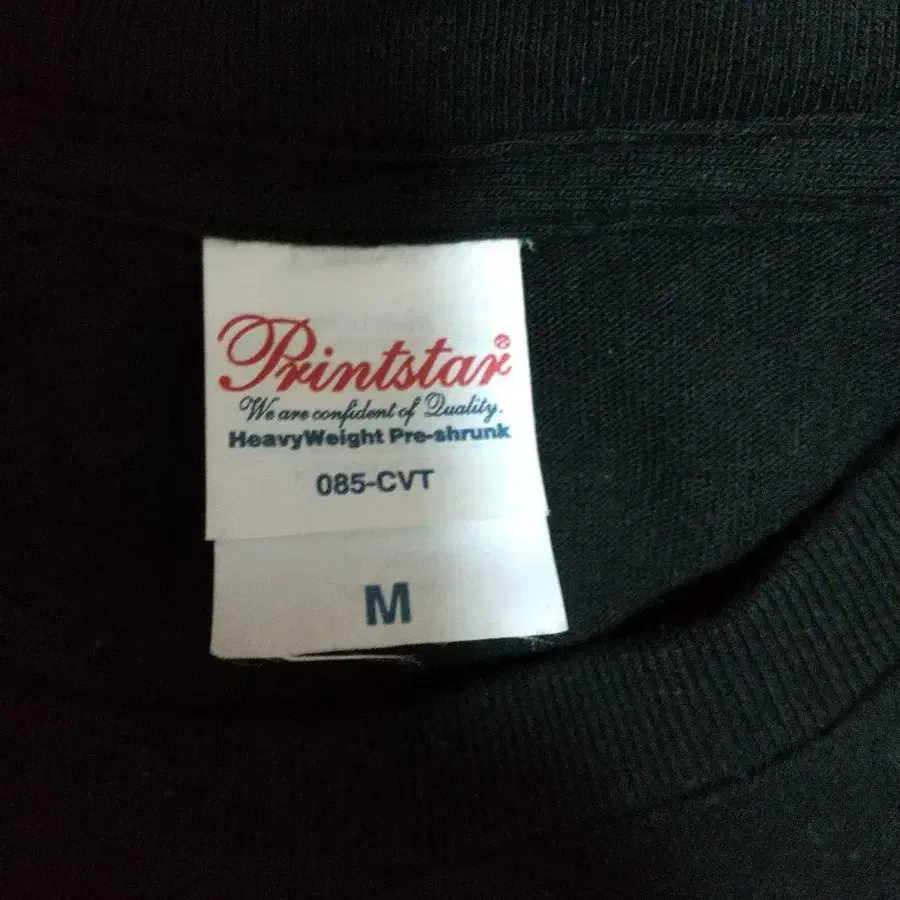 Printstar®
We are confident of Quality.
HeavyWeight Pre-shrunk
085-CVT
M